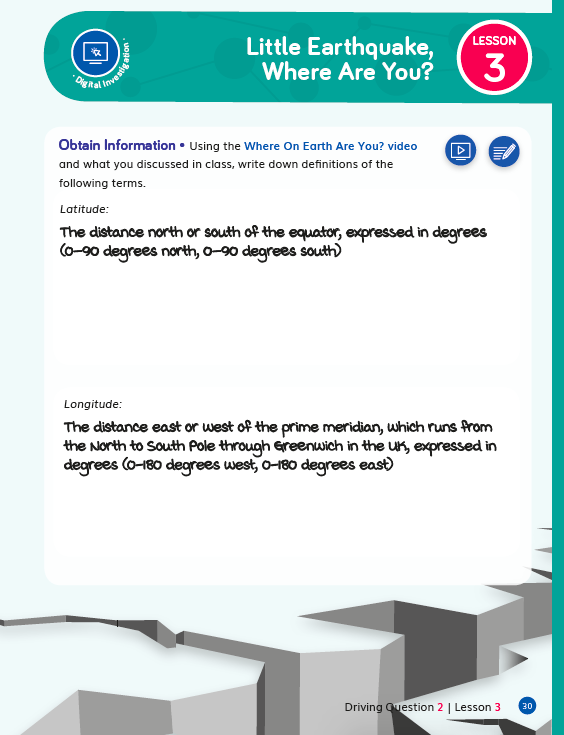 Little Earthquake,
Where Are You?
LESSON
3
· Digital Investigation ·
Obtain Information • Using the Where On Earth Are You? video
and what you discussed in class, write down definitions of the
following terms.
Latitude:
The distance north or south of the equator, expressed in degrees
(0-90 degrees north, 0-90 degrees south)
Longitude:
The distance east or west of the prime meridian, which runs from
the North to South Pole through Greenwich in the UK, expressed in
degrees (0-180 degrees west, 0-180 degrees east)
Driving Question 2 | Lesson 3
30